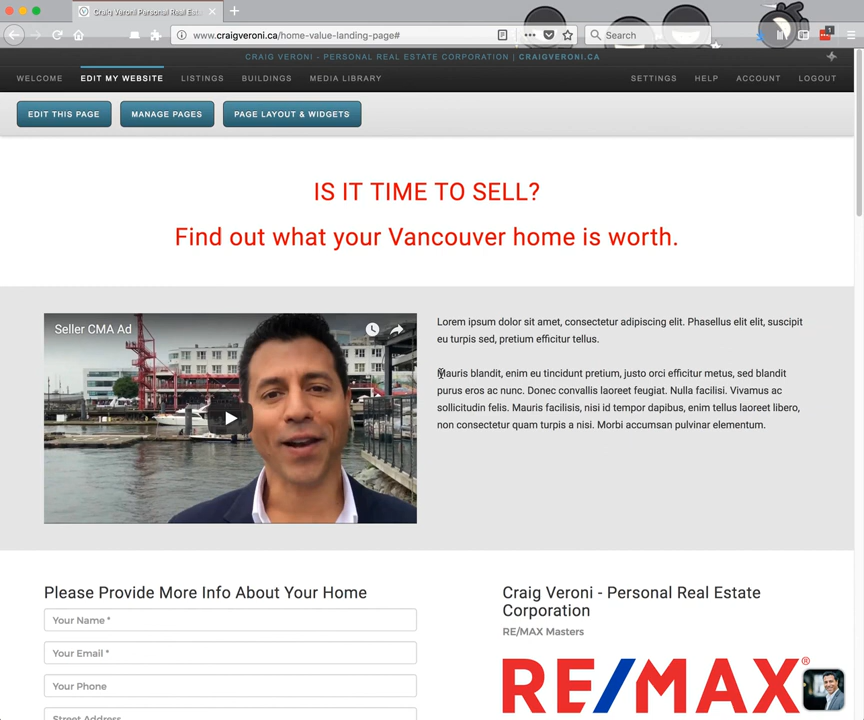 Craig Veroni Personal Real Est
www.craigveroni.ca/home-value-landing-page#
Search
1
CRAIG VERONI - PERSONAL REAL ESTATE CORPORATION | CRAIGVERONI.CA
WELCOME EDIT MY WEBSITE LISTINGS BUILDINGS MEDIA LIBRARY SETTINGS HELP ACCOUNT LOGOUT
EDIT THIS PAGE MANAGE PAGES PAGE LAYOUT & WIDGETS
IS IT TIME TO SELL?
Find out what your Vancouver home is worth.
Seller CMA Ad
Lorem ipsum dolor sit amet, consectetur adipiscing elit. Phasellus elit elit, suscipit
eu turpis sed, pretium efficitur tellus.
Mauris blandit, enim eu tincidunt pretium, justo orci efficitur metus, sed blandit
purus eros ac nunc. Donec convallis laoreet feugiat. Nulla facilisi. Vivamus ac
sollicitudin felis. Mauris facilisis, nisi id tempor dapibus, enim tellus laoreet libero,
non consectetur quam turpis a nisi. Morbi accumsan pulvinar elementum.
Please Provide More Info About Your Home
Your Name *
Your Email *
Your Phone
Street Address
Craig Veroni - Personal Real Estate
Corporation
RE/MAX Masters
RE/MAX®